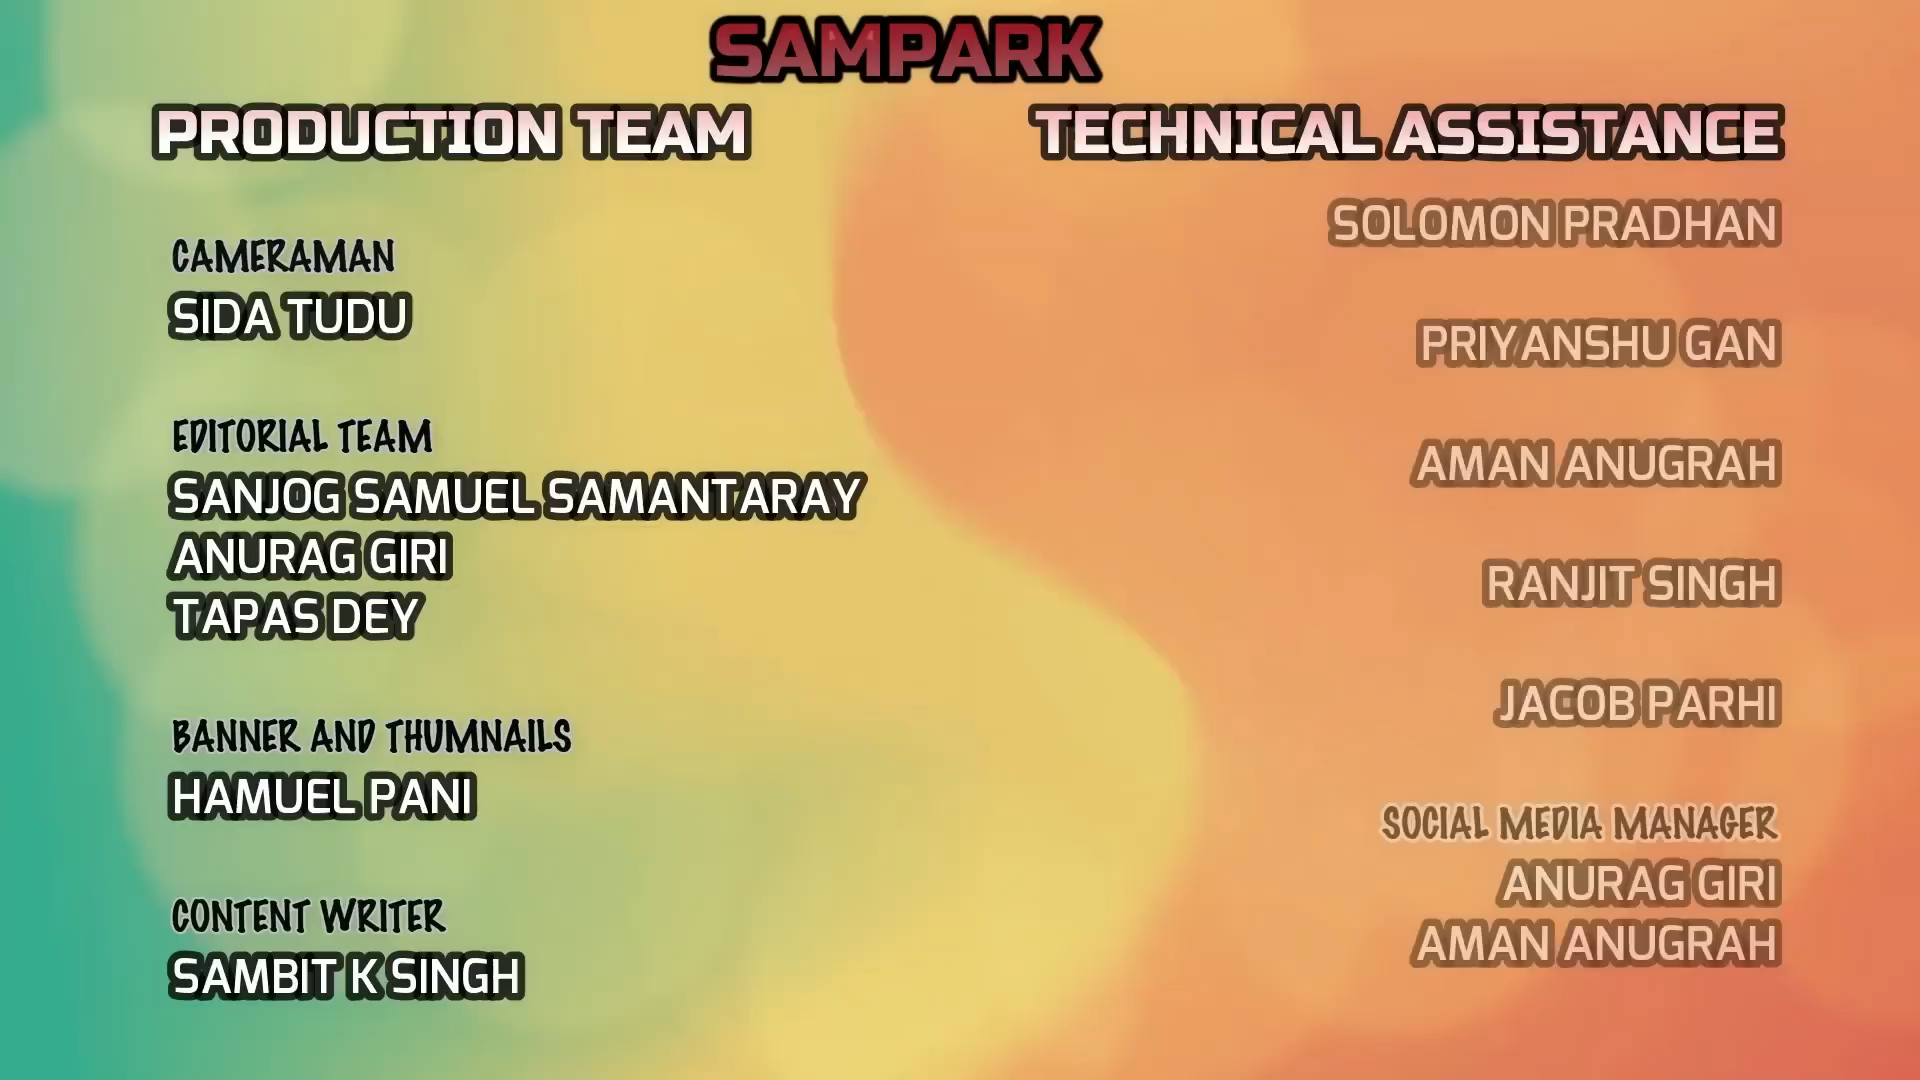 SAMPARK
PRODUCTION TEAM
CAMERAMAN
SIDA TUDU
EDITORIAL TEAM
SANJOG SAMUEL SAMANTARAY
ANURAG GIRI
TAPAS DEY
BANNER AND THUMNAILS
HAMUEL PANI
CONTENT WRITER
SAMBIT K SINGH
TECHNICAL ASSISTANCE
SOLOMON PRADHAN
PRIYANSHU GAN
AMAN ANUGRAH
RANJIT SINGH
JACOB PARHI
SOCIAL MEDIA MANAGER
ANURAG GIRI
AMAN ANUGRAH